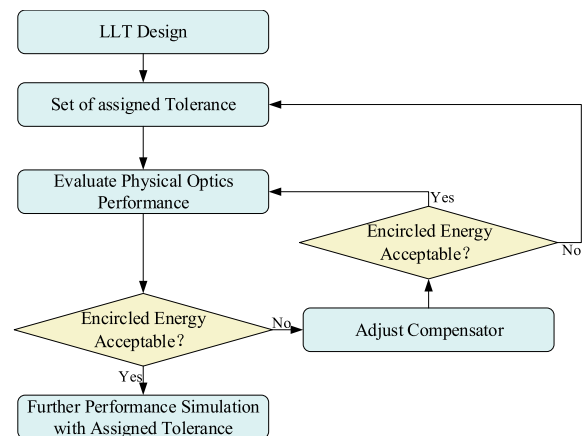 LLT Design
Set of assigned Tolerance
Evaluate Physical Optics
Performance
Yes
Encircled Energy
Acceptable？
No
Encircled Energy
Acceptable？
No
Adjust Compensator
Yes
Further Performance Simulation
with Assigned Tolerance